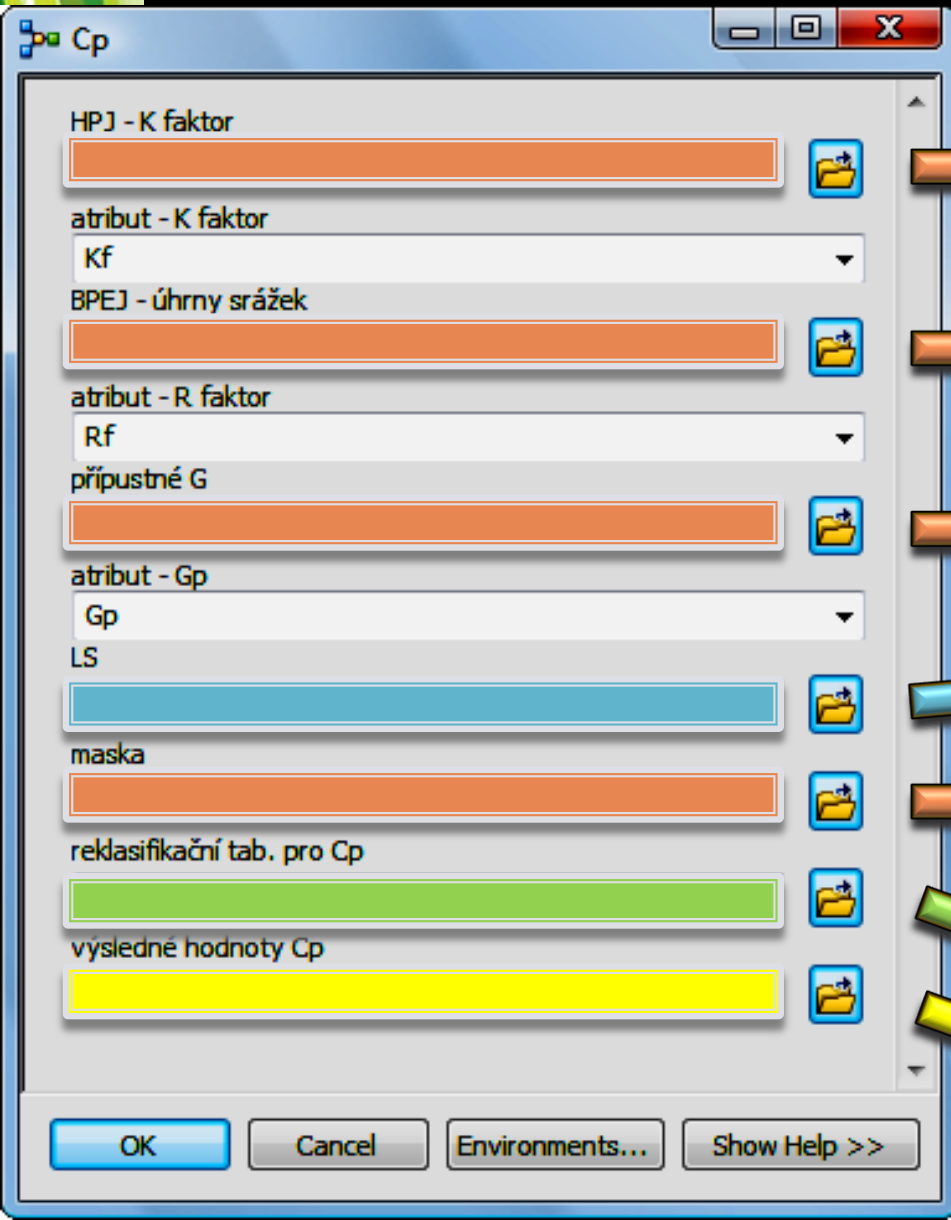 Cp
HPJ - K faktor
atribut - K faktor
Kf
BPEJ - úhrny srážek
atribut - R faktor
Rf
přípustné G
atribut - Gp
Gp
LS
maska
reklasifikační tab. pro Cp
výsledné hodnoty Cp
OK Cancel Environments... Show Help >>